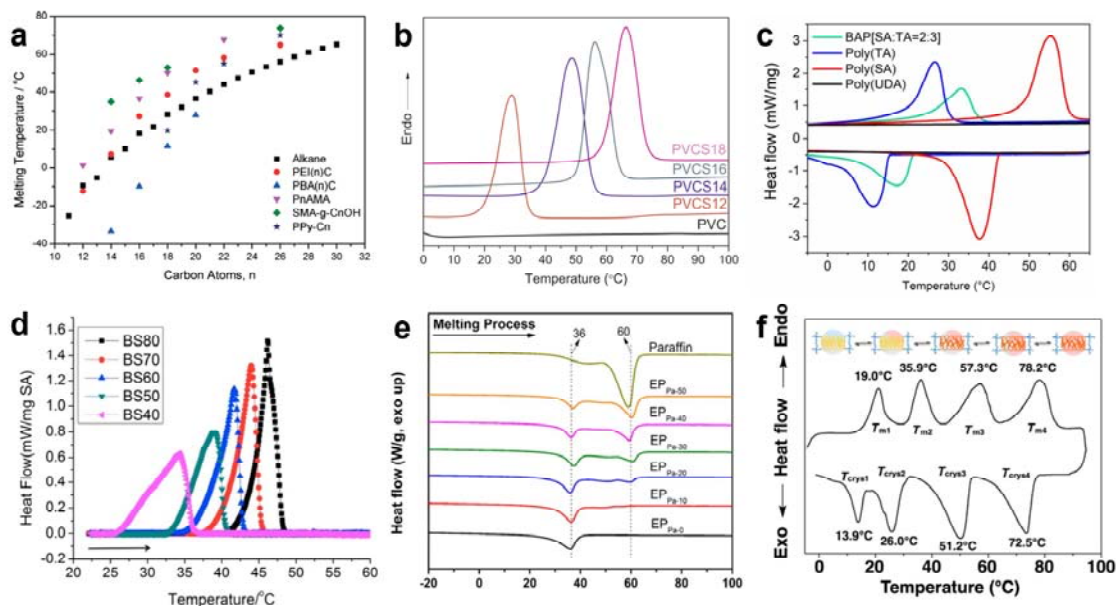 a
Melting Temperature / °C
80
60
40
20
0
-20
-40
10 12 14 16 18 20 22 24 26 28 30 32
Carbon Atoms, n
Alkane
PEI(n)C
PBA(n)C
PnAMA
SMA-g-CnOH
PPy-Cn
b
Endo
PVCS18
PVCS16
PVCS14
PVCS12
PVC
0 10 20 30 40 50 60 70 80 90 100
Temperature (°C)
c
Heat flow (mW/mg)
BAP[SA:TA=2:3]
Poly(TA)
Poly(SA)
Poly(UDA)
3
2
1
0
-1
-2
-3
0 20 40 60
Temperature (°C)
d
Heat Flow(mW/mg SA)
1.6
1.4
1.2
1.0
0.8
0.6
0.4
0.2
0.0
-0.2
BS80
BS70
BS60
BS50
BS40
20 25 30 35 40 45 50 55 60
Temperature/°C
e
Heat flow (W/g, exo up)
Melting Process
36
60
Paraffin
EPPa-50
EPPa-40
EPPa-30
EPPa-20
EPPa-10
EPPa-0
-20 0 20 40 60 80 100
Temperature (°C)
f
Exo Heat flow Endo
19.0°C 35.9°C 57.3°C 78.2°C
Tm1 Tm2 Tm3 Tm4
Tcrys1 Tcrys2 Tcrys3 Tcrys4
13.9°C 26.0°C 51.2°C 72.5°C
0 20 40 60 80 100
Temperature (°C)